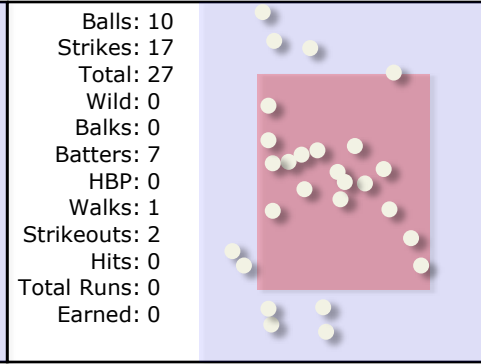 Balls: 10
Strikes: 17
Total: 27
Wild: 0
Balks: 0
Batters: 7
HBP: 0
Walks: 1
Strikeouts: 2
Hits: 0
Total Runs: 0
Earned: 0